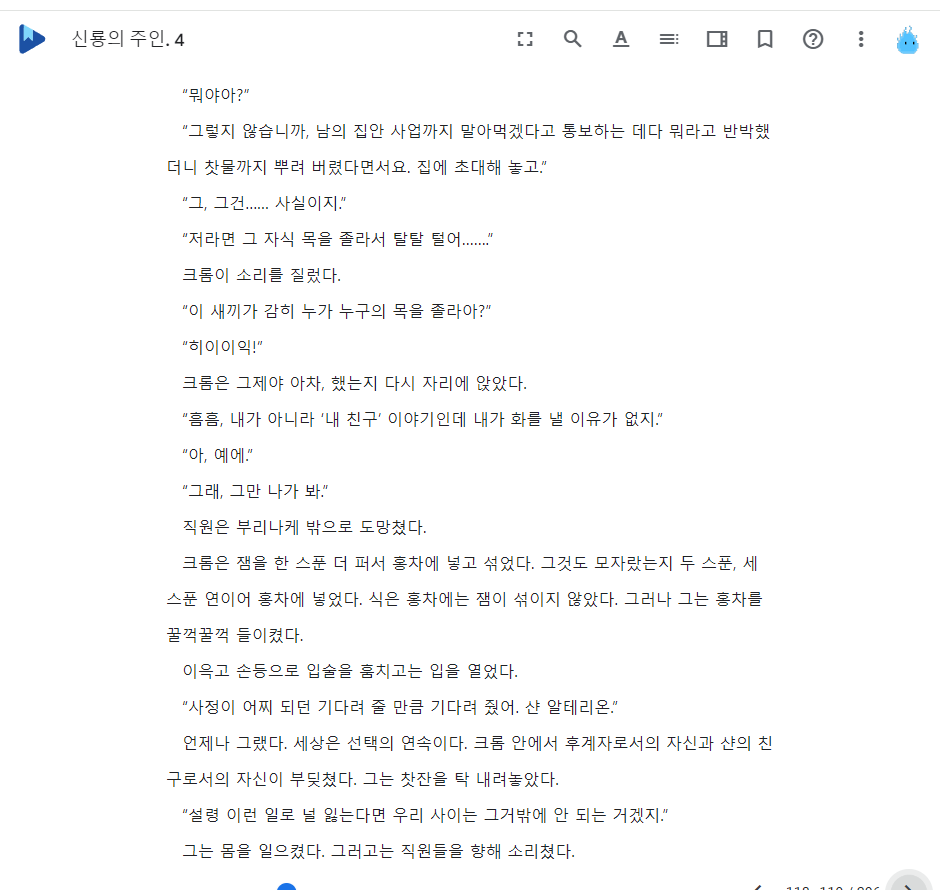 신룡의 주인. 4
“뭐야아?”
“그렇지 않습니까, 남의 집안 사업까지 말아먹겠다고 통보하는 데다 뭐라고 반박했
더니 찻물까지 뿌려 버렸다면서요. 집에 초대해 놓고.”
“그, 그건…… 사실이지.”
“저라면 그 자식 목을 졸라서 탈탈 털어…….”
크롬이 소리를 질렀다.
“이 새끼가 감히 누가 누구의 목을 졸라아?”
“히이이익!”
크롬은 그제야 아차, 했는지 다시 자리에 앉았다.
“흠흠, 내가 아니라 ‘내 친구’ 이야기인데 내가 화를 낼 이유가 없지.”
“아, 예에.”
“그래, 그만 나가 봐.”
직원은 부리나케 밖으로 도망쳤다.
크롬은 잼을 한 스푼 더 퍼서 홍차에 넣고 섞었다. 그것도 모자랐는지 두 스푼, 세
스푼 연이어 홍차에 넣었다. 식은 홍차에는 잼이 섞이지 않았다. 그러나 그는 홍차를
꿀꺽꿀꺽 들이켰다.
이윽고 손등으로 입술을 훔치고는 입을 열었다.
“사정이 어찌 되던 기다려 줄 만큼 기다려 줬어. 샨 알테리온.”
언제나 그랬다. 세상은 선택의 연속이다. 크롬 안에서 후계자로서의 자신과 샨의 친
구로서의 자신이 부딪쳤다. 그는 찻잔을 탁 내려놓았다.
“설령 이런 일로 널 잃는다면 우리 사이는 그거밖에 안 되는 거겠지.”
그는 몸을 일으켰다. 그러고는 직원들을 향해 소리쳤다.